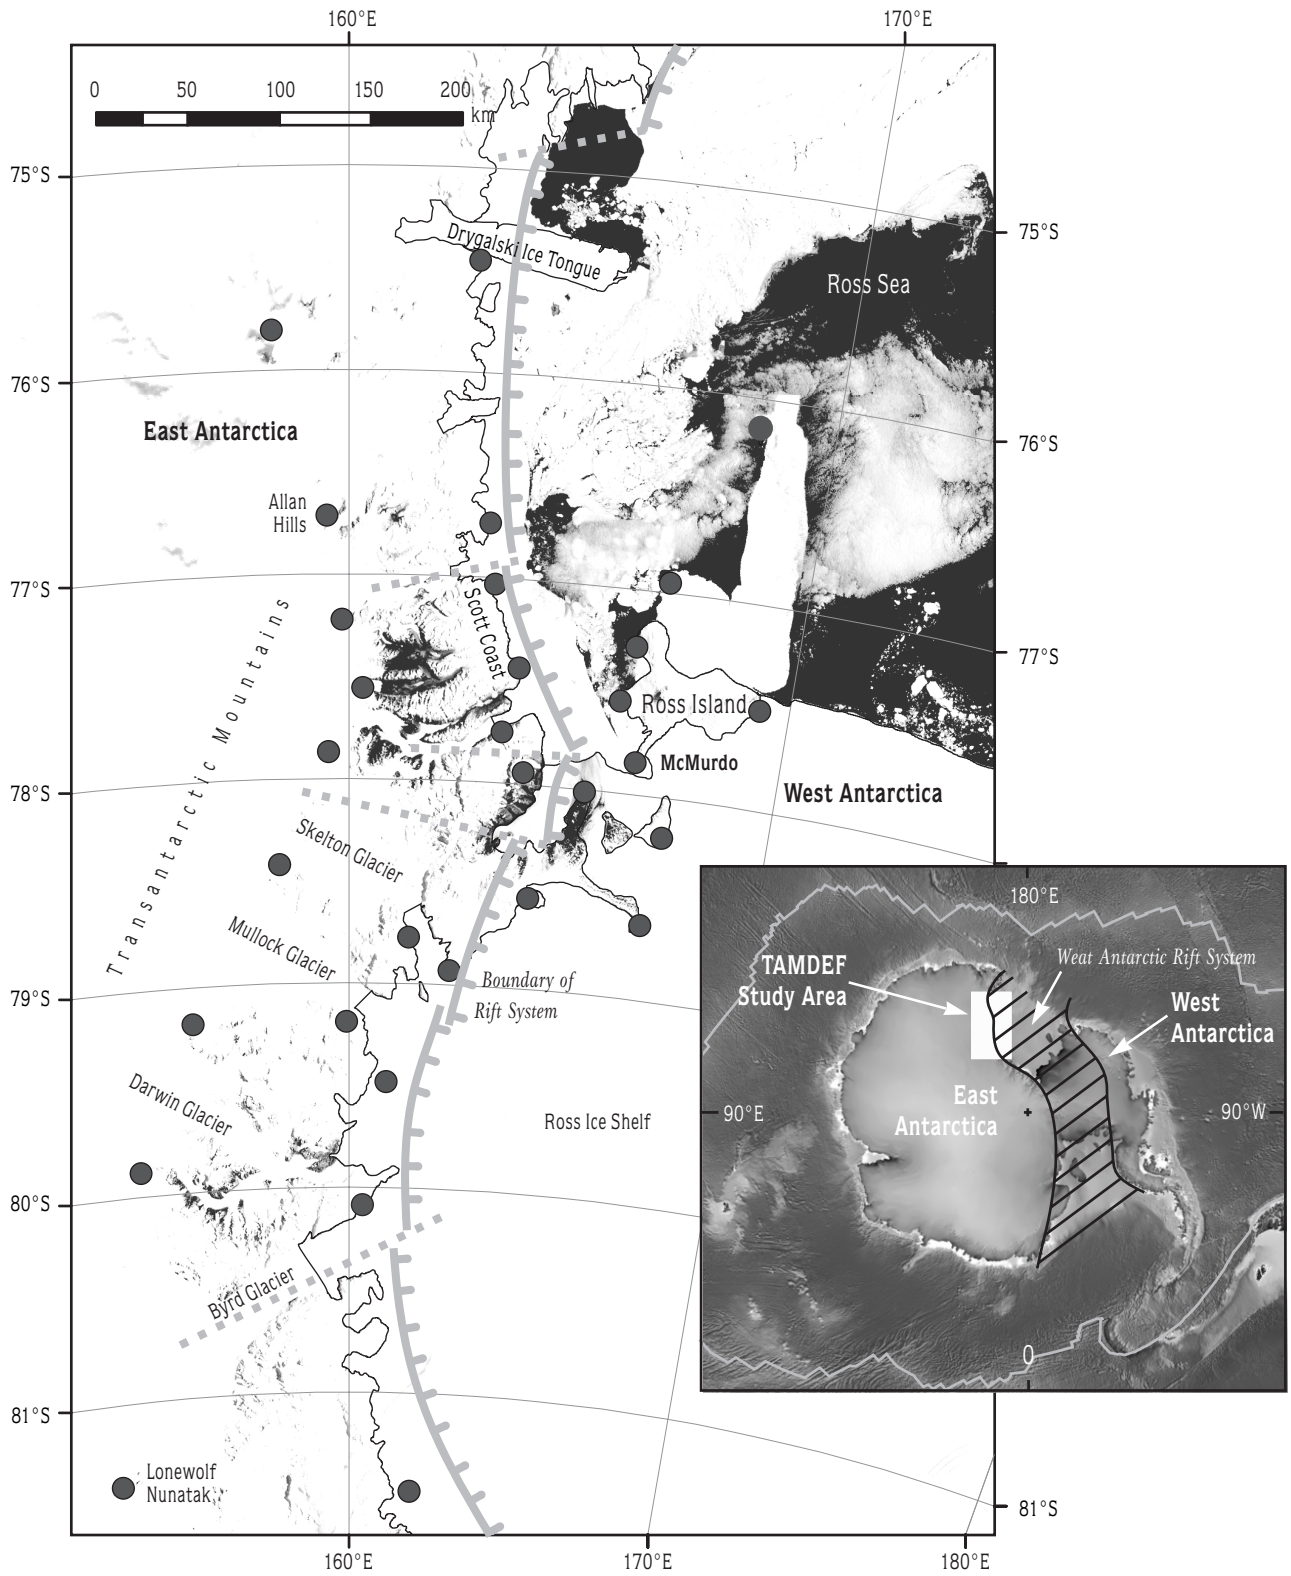 160°E
170°E
0 50 100 150 200
km
75°S
75°S
Drygalski Ice Tongue
Ross Sea
76°S
76°S
East Antarctica
Allan
Hills
77°S
77°S
Scott Coast
Transantarctic Mountains
Ross Island
McMurdo
78°S
West Antarctica
Skelton Glacier
Mullock Glacier
Boundary of
Rift System
79°S
Darwin Glacier
Ross Ice Shelf
80°S
Byrd Glacier
81°S
81°S
Lonewolf
Nunatak
160°E
170°E
180°E
180°E
TAMDEF
Study Area
Weat Antarctic Rift System
West
Antarctica
East
Antarctica
90°E
90°W
0